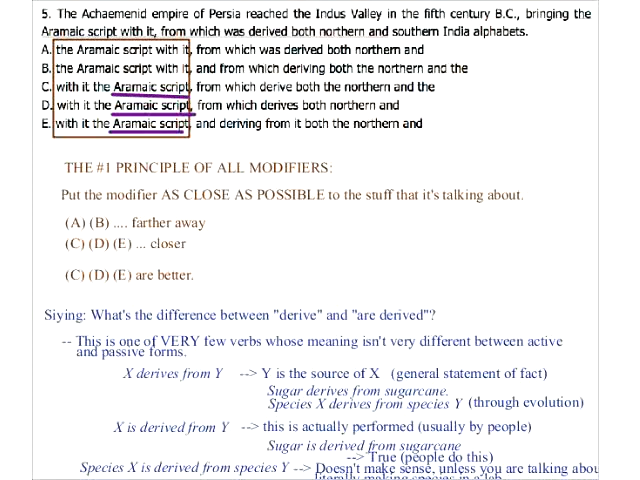 5. The Achaemenid empire of Persia reached the Indus Valley in the fifth century B.C., bringing the
Aramaic script with it, from which was derived both northern and southern India alphabets.
A. the Aramaic script with it, from which was derived both northern and
B. the Aramaic script with it, and from which deriving both the northern and the
C. with it the Aramaic script, from which derive both the northern and the
D. with it the Aramaic script, from which derives both northern and
E. with it the Aramaic script, and deriving from it both the northern and
THE #1 PRINCIPLE OF ALL MODIFIERS:
Put the modifier AS CLOSE AS POSSIBLE to the stuff that it's talking about.
(A) (B) .... farther away
(C) (D) (E) ... closer
(C) (D) (E) are better.
Siying: What's the difference between "derive" and "are derived"?
-- This is one of VERY few verbs whose meaning isn't very different between active
and passive forms.
X derives from Y --> Y is the source of X (general statement of fact)
Sugar derives from sugarcane.
Species X derives from species Y (through evolution)
X is derived from Y --> this is actually performed (usually by people)
Sugar is derived from sugarcane
--> True (people do this)
Species X is derived from species Y --> Doesn't make sense, unless you are talking abou